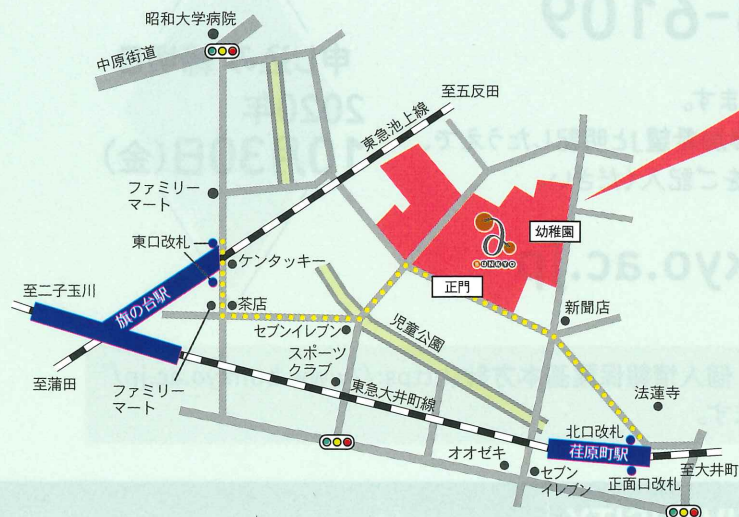 昭和大学病院
中原街道
至五反田
東急池上線
ファミリー
マート
東口改札
ケンタッキー
幼稚園
BUNKYO
正門
至二子玉川
旗の台駅
茶店
新聞店
セブンイレブン
児童公園
スポーツ
クラブ
至蒲田
ファミリー
マート
東急大井町線
法蓮寺
北口改札
荏原町駅
オオゼキ
セブン
イレブン
正面口改札
至大井町